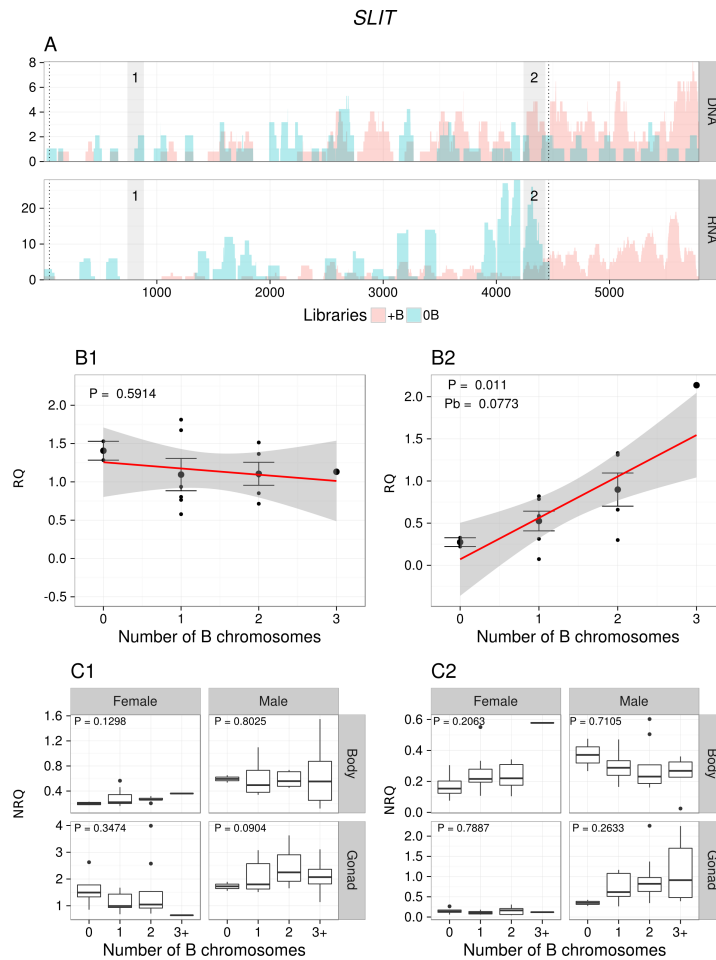 SLIT
A
8
6
4
2
0
1
2
DNA
20
10
0
1
2
RNA
1000 2000 3000 4000 5000
Libraries +B 0B
B1
P = 0.5914
2.0
1.5
1.0
0.5
0.0
-0.5
RQ
0 1 2 3
Number of B chromosomes
B2
P = 0.011
Pb = 0.0773
2.0
1.5
1.0
0.5
0.0
RQ
0 1 2 3
Number of B chromosomes
C1
Female Male
1.6
1.2
0.8
0.4
P = 0.1298
P = 0.8025
Body
NRQ
4
3
2
1
P = 0.3474
P = 0.0904
Gonad
0 1 2 3+ 0 1 2 3+
Number of B chromosomes
C2
Female Male
0.6
0.4
0.2
0.0
P = 0.2063
P = 0.7105
Body
NRQ
2.0
1.5
1.0
0.5
0.0
P = 0.7887
P = 0.2633
Gonad
0 1 2 3+ 0 1 2 3+
Number of B chromosomes